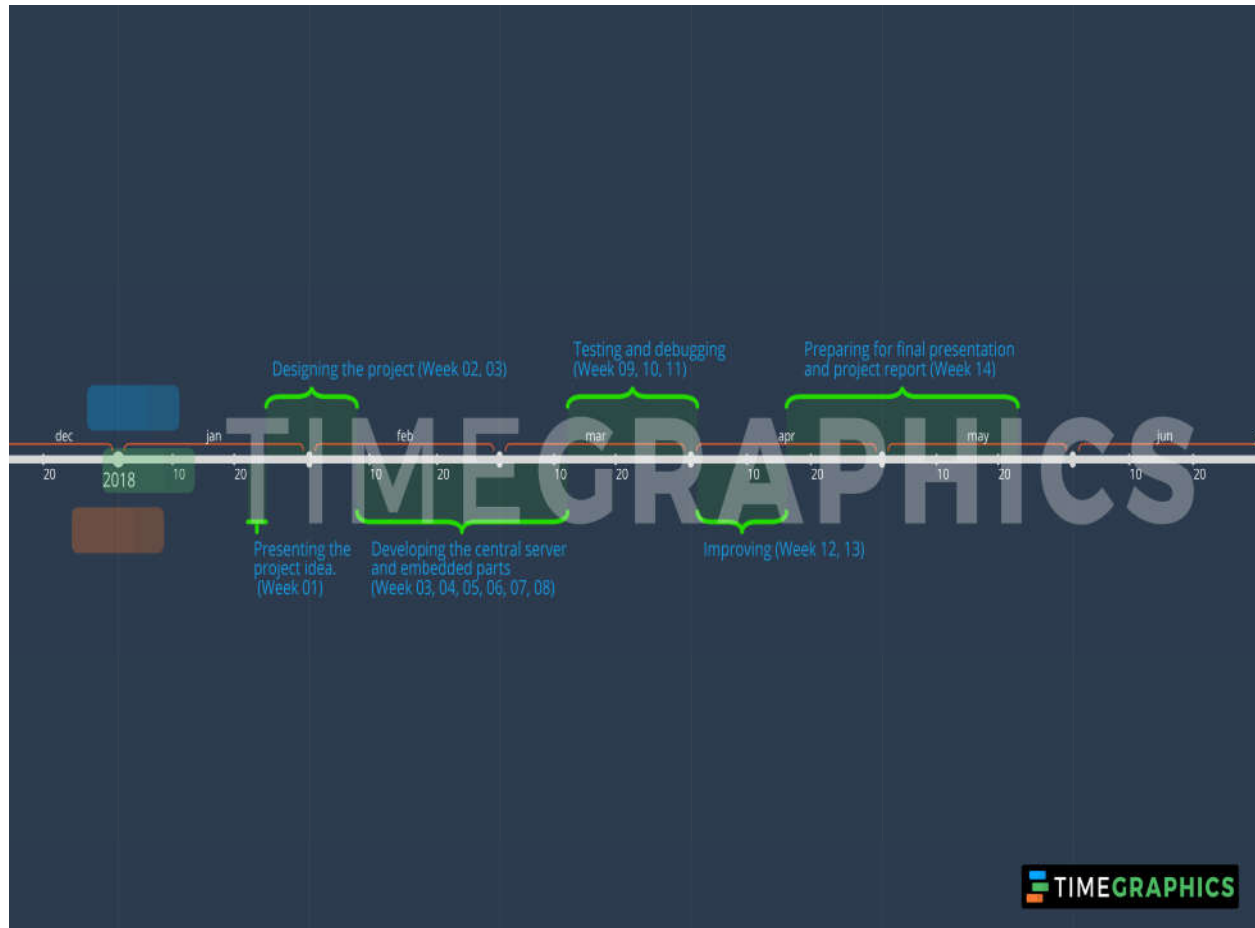 Testing and debugging
(Week 09, 10, 11)
Preparing for final presentation
and project report (Week 14)
Designing the project (Week 02, 03)
dec
jan
feb
mar
apr
may
jun
TIMEGRAPHICS
20
2018
10
20
10
20
10
20
10
20
10
20
10
20
Presenting the
project idea.
(Week 01)
Developing the central server
and embedded parts
(Week 03, 04, 05, 06, 07, 08)
Improving (Week 12, 13)
TIMEGRAPHICS